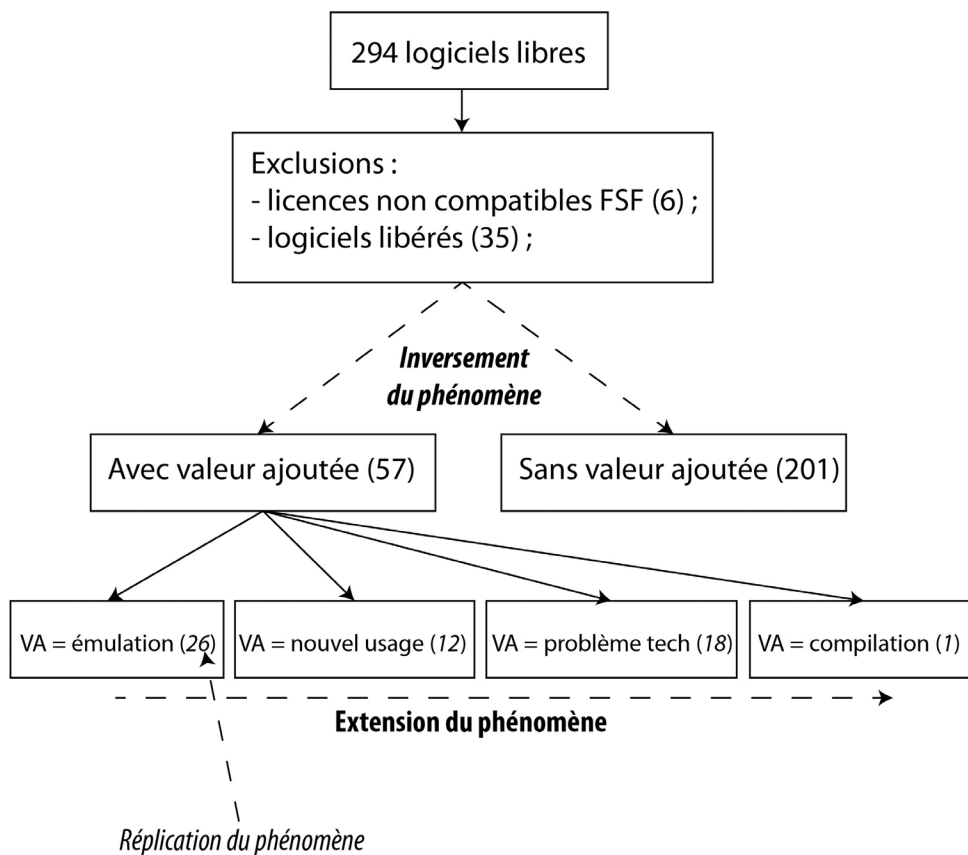 294 logiciels libres
Exclusions :
- licences non compatibles FSF (6) ;
- logiciels libérés (35) ;
Inversement
du phénomène
Avec valeur ajoutée (57)
Sans valeur ajoutée (201)
VA = émulation (26)
VA = nouvel usage (12)
VA = problème tech (18)
VA = compilation (1)
Extension du phénomène
Réplication du phénomène